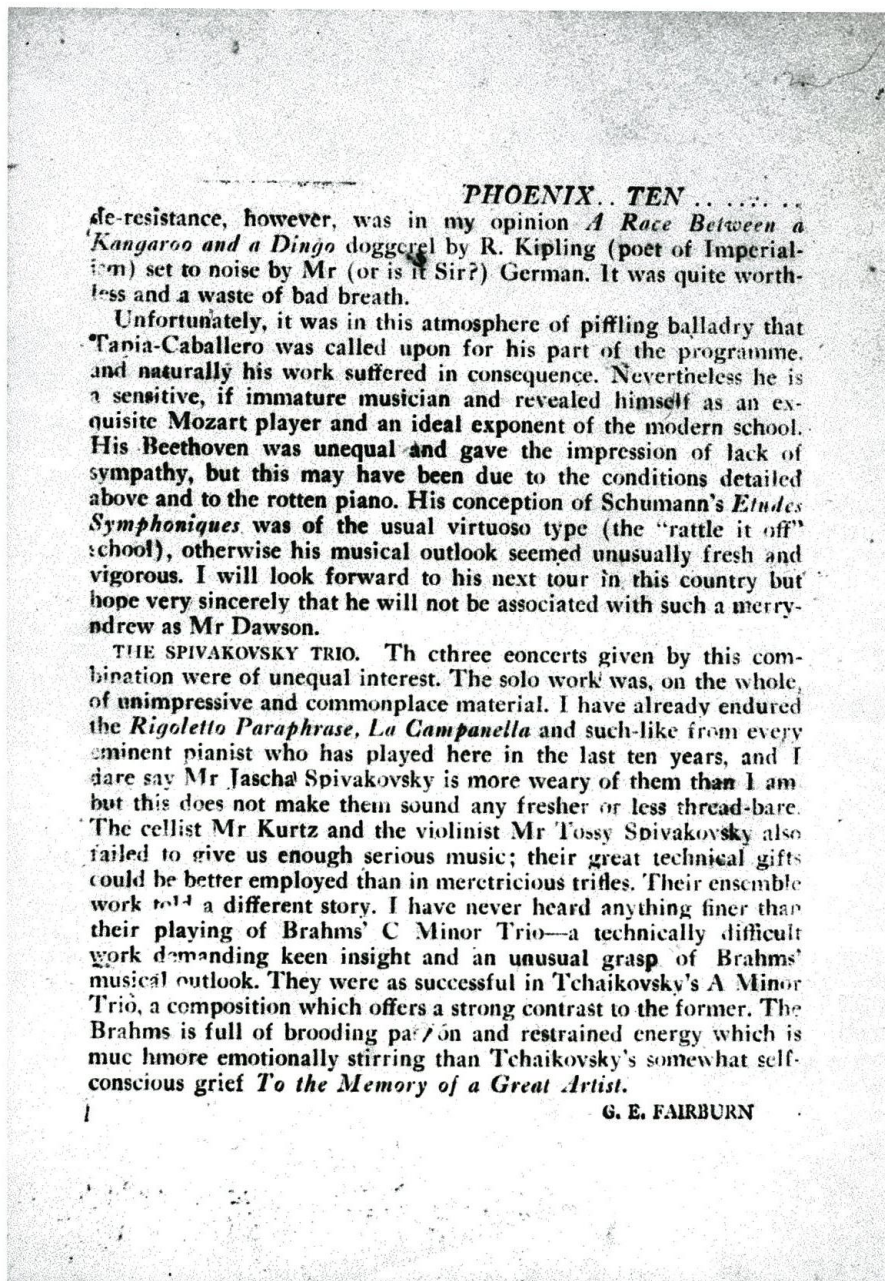 PHOENIX.. TEN .. ... ... ..
de-resistance, however, was in my opinion A Race Between a
Kangaroo and a Dingo doggerel by R. Kipling (poet of Imperial-
ism) set to noise by Mr (or is it Sir?) German. It was quite worth-
less and a waste of bad breath.
Unfortunately, it was in this atmosphere of piffling balladry that
Tapia-Caballero was called upon for his part of the programme,
and naturally his work suffered in consequence. Nevertheless he is
a sensitive, if immature musician and revealed himself as an ex-
quisite Mozart player and an ideal exponent of the modern school.
His Beethoven was unequal and gave the impression of lack of
sympathy, but this may have been due to the conditions detailed
above and to the rotten piano. His conception of Schumann's Etudes
Symphoniques was of the usual virtuoso type (the "rattle it off"
school), otherwise his musical outlook seemed unusually fresh and
vigorous. I will look forward to his next tour in this country but
hope very sincerely that he will not be associated with such a merry-
ndrew as Mr Dawson.
THE SPIVAKOVSKY TRIO. Th cthree eoncerts given by this com-
bination were of unequal interest. The solo work was, on the whole,
of unimpressive and commonplace material. I have already endured
the Rigoletto Paraphrase, La Campanella and such-like from every
eminent pianist who has played here in the last ten years, and I
dare say Mr Jascha Spivakovsky is more weary of them than I am
but this does not make them sound any fresher or less thread-bare.
The cellist Mr Kurtz and the violinist Mr Tossy Spivakovsky also
failed to give us enough serious music; their great technical gifts
could be better employed than in meretricious trifles. Their ensemble
work told a different story. I have never heard anything finer than
their playing of Brahms' C Minor Trio—a technically difficult
work demanding keen insight and an unusual grasp of Brahms'
musical outlook. They were as successful in Tchaikovsky's A Minor
Trio, a composition which offers a strong contrast to the former. The
Brahms is full of brooding passion and restrained energy which is
muc hmore emotionally stirring than Tchaikovsky's somewhat self-
conscious grief To the Memory of a Great Artist.
G. E. FAIRBURN